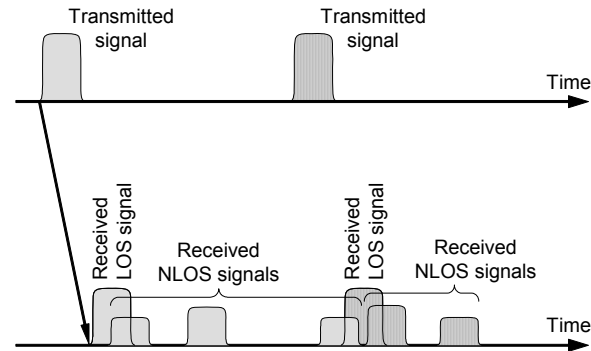 Transmitted
signal
Transmitted
signal
Time
Received
LOS signal
Received
NLOS signals
Received
LOS signal
Received
NLOS signals
Time